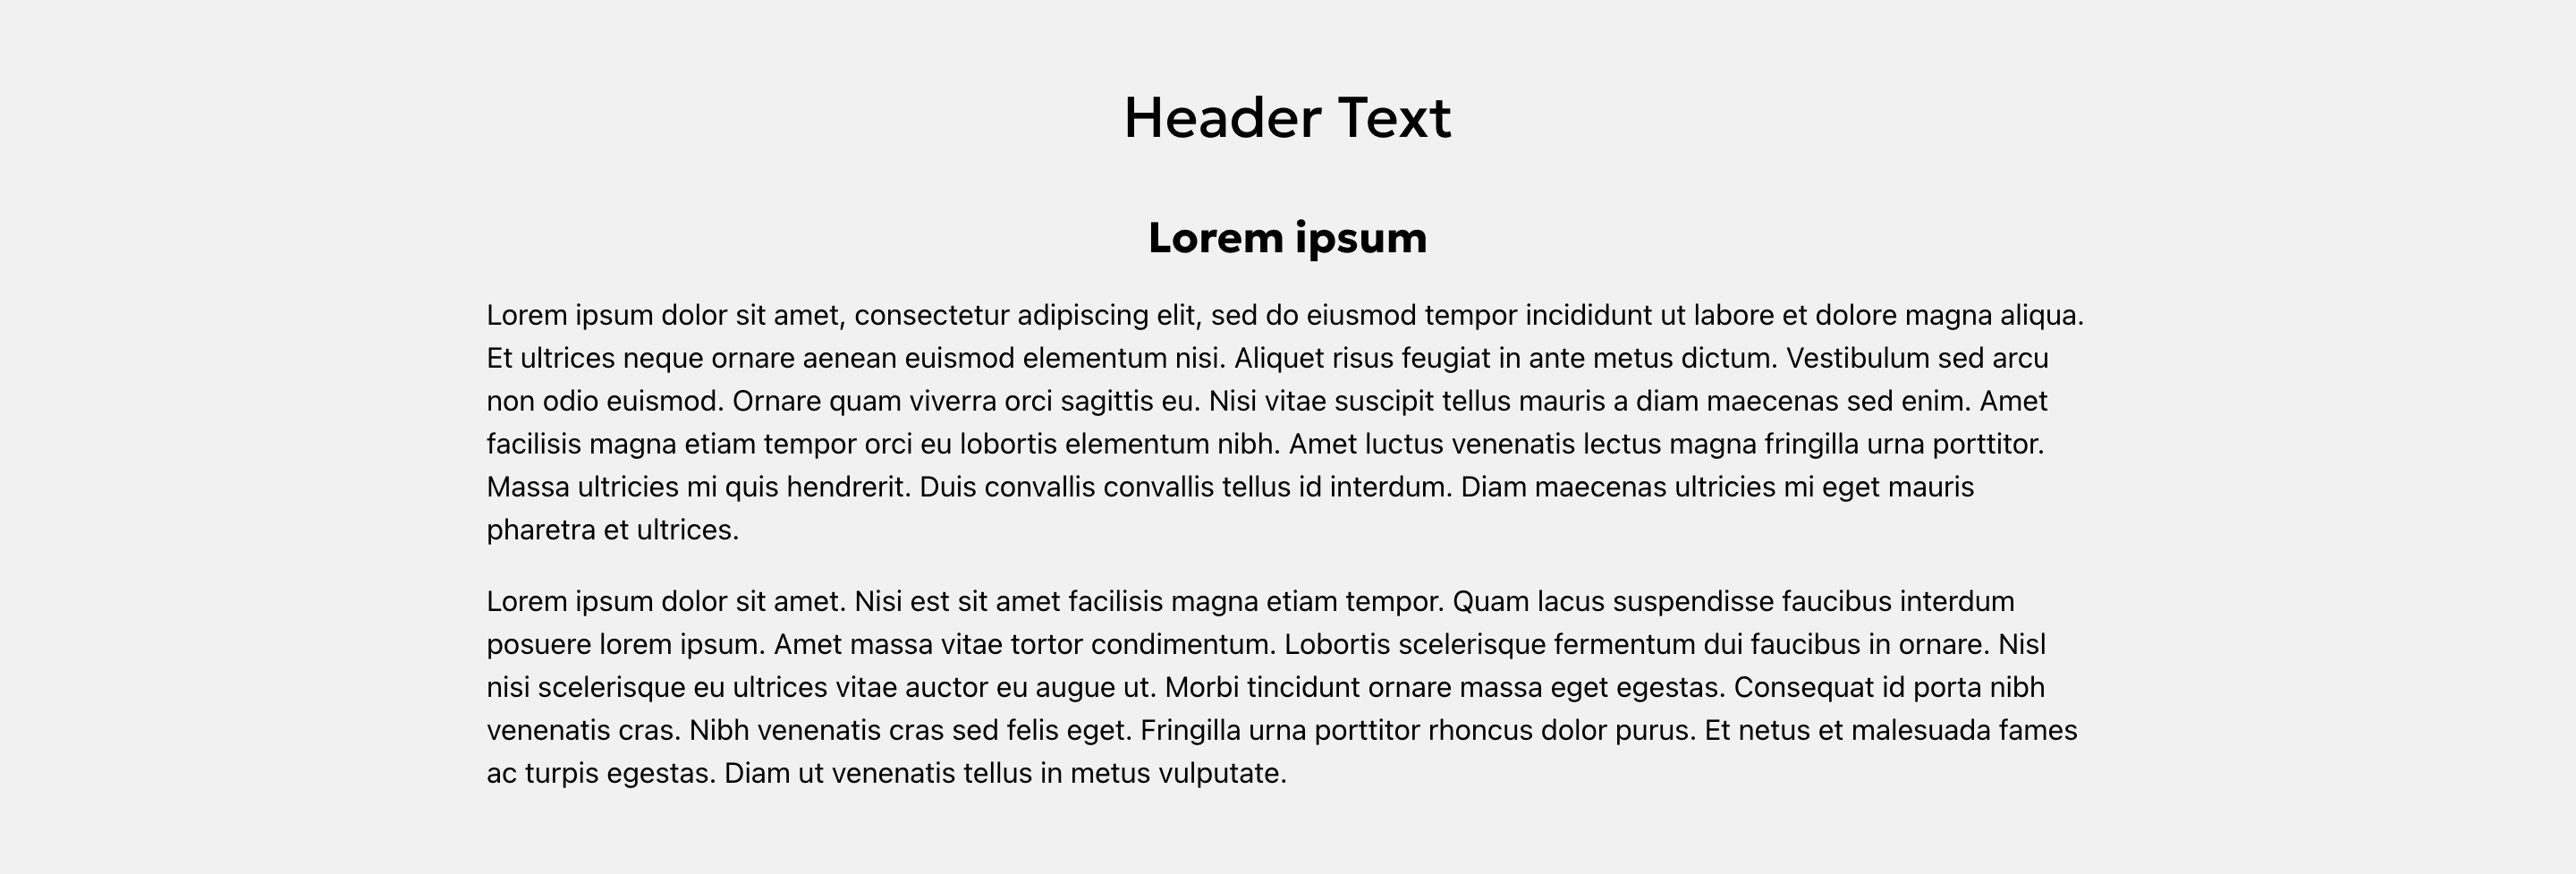 Header Text
Lorem ipsum
Lorem ipsum dolor sit amet, consectetur adipiscing elit, sed do eiusmod tempor incididunt ut labore et dolore magna aliqua.
Et ultrices neque ornare aenean euismod elementum nisi. Aliquet risus feugiat in ante metus dictum. Vestibulum sed arcu
non odio euismod. Ornare quam viverra orci sagittis eu. Nisi vitae suscipit tellus mauris a diam maecenas sed enim. Amet
facilisis magna etiam tempor orci eu lobortis elementum nibh. Amet luctus venenatis lectus magna fringilla urna porttitor.
Massa ultricies mi quis hendrerit. Duis convallis convallis tellus id interdum. Diam maecenas ultricies mi eget mauris
pharetra et ultrices.
Lorem ipsum dolor sit amet. Nisi est sit amet facilisis magna etiam tempor. Quam lacus suspendisse faucibus interdum
posuere lorem ipsum. Amet massa vitae tortor condimentum. Lobortis scelerisque fermentum dui faucibus in ornare. Nisl
nisi scelerisque eu ultrices vitae auctor eu augue ut. Morbi tincidunt ornare massa eget egestas. Consequat id porta nibh
venenatis cras. Nibh venenatis cras sed felis eget. Fringilla urna porttitor rhoncus dolor purus. Et netus et malesuada fames
ac turpis egestas. Diam ut venenatis tellus in metus vulputate.